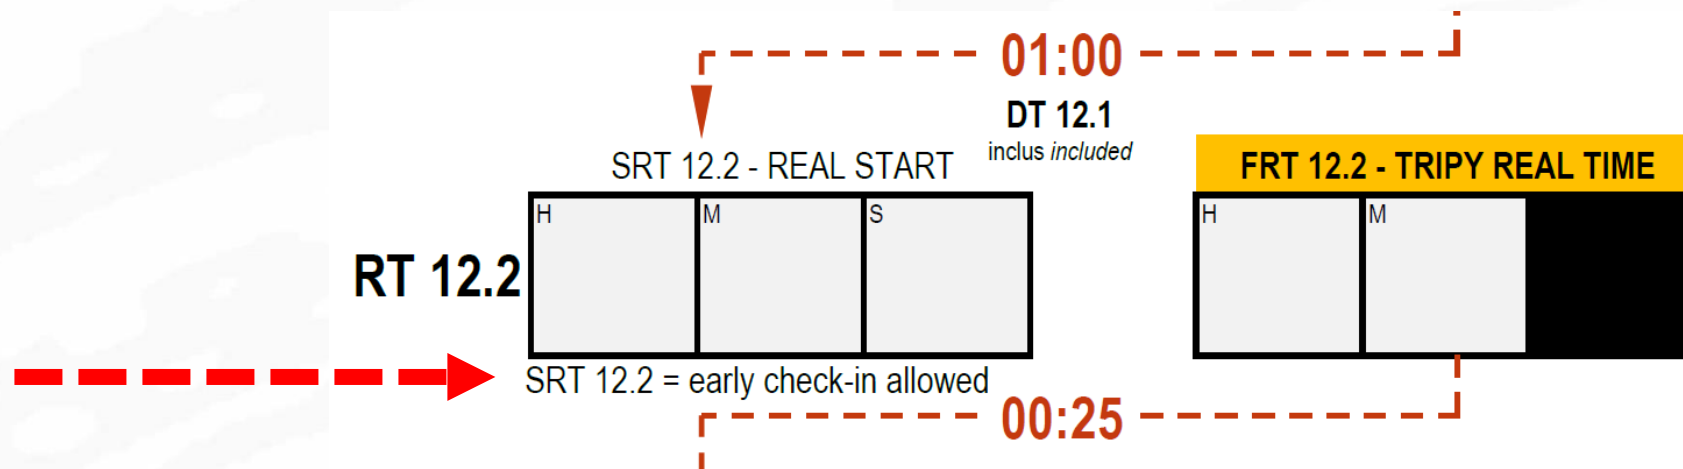 01:00
DT 12.1
inclus included
SRT 12.2 - REAL START
FRT 12.2 - TRIPY REAL TIME
RT 12.2
H
M
S
H
M
SRT 12.2 = early check-in allowed
00:25